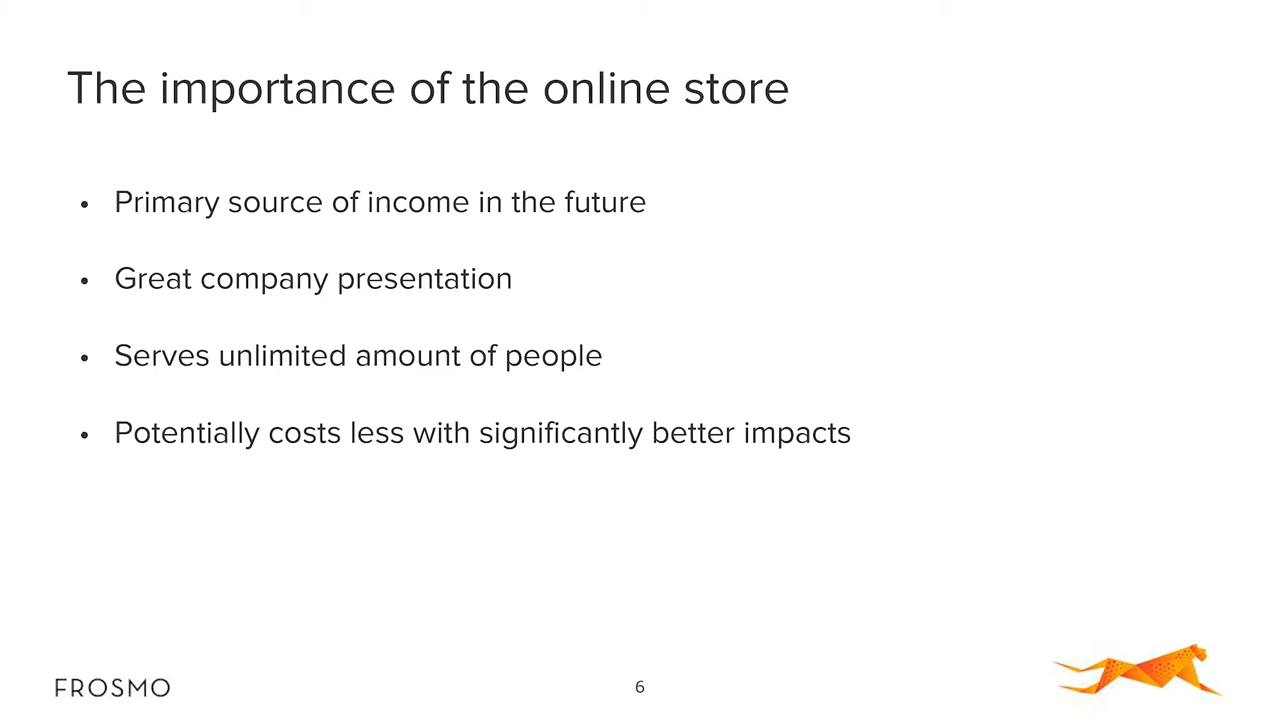 The importance of the online store
• Primary source of income in the future
• Great company presentation
• Serves unlimited amount of people
• Potentially costs less with significantly better impacts
FROSMO
6